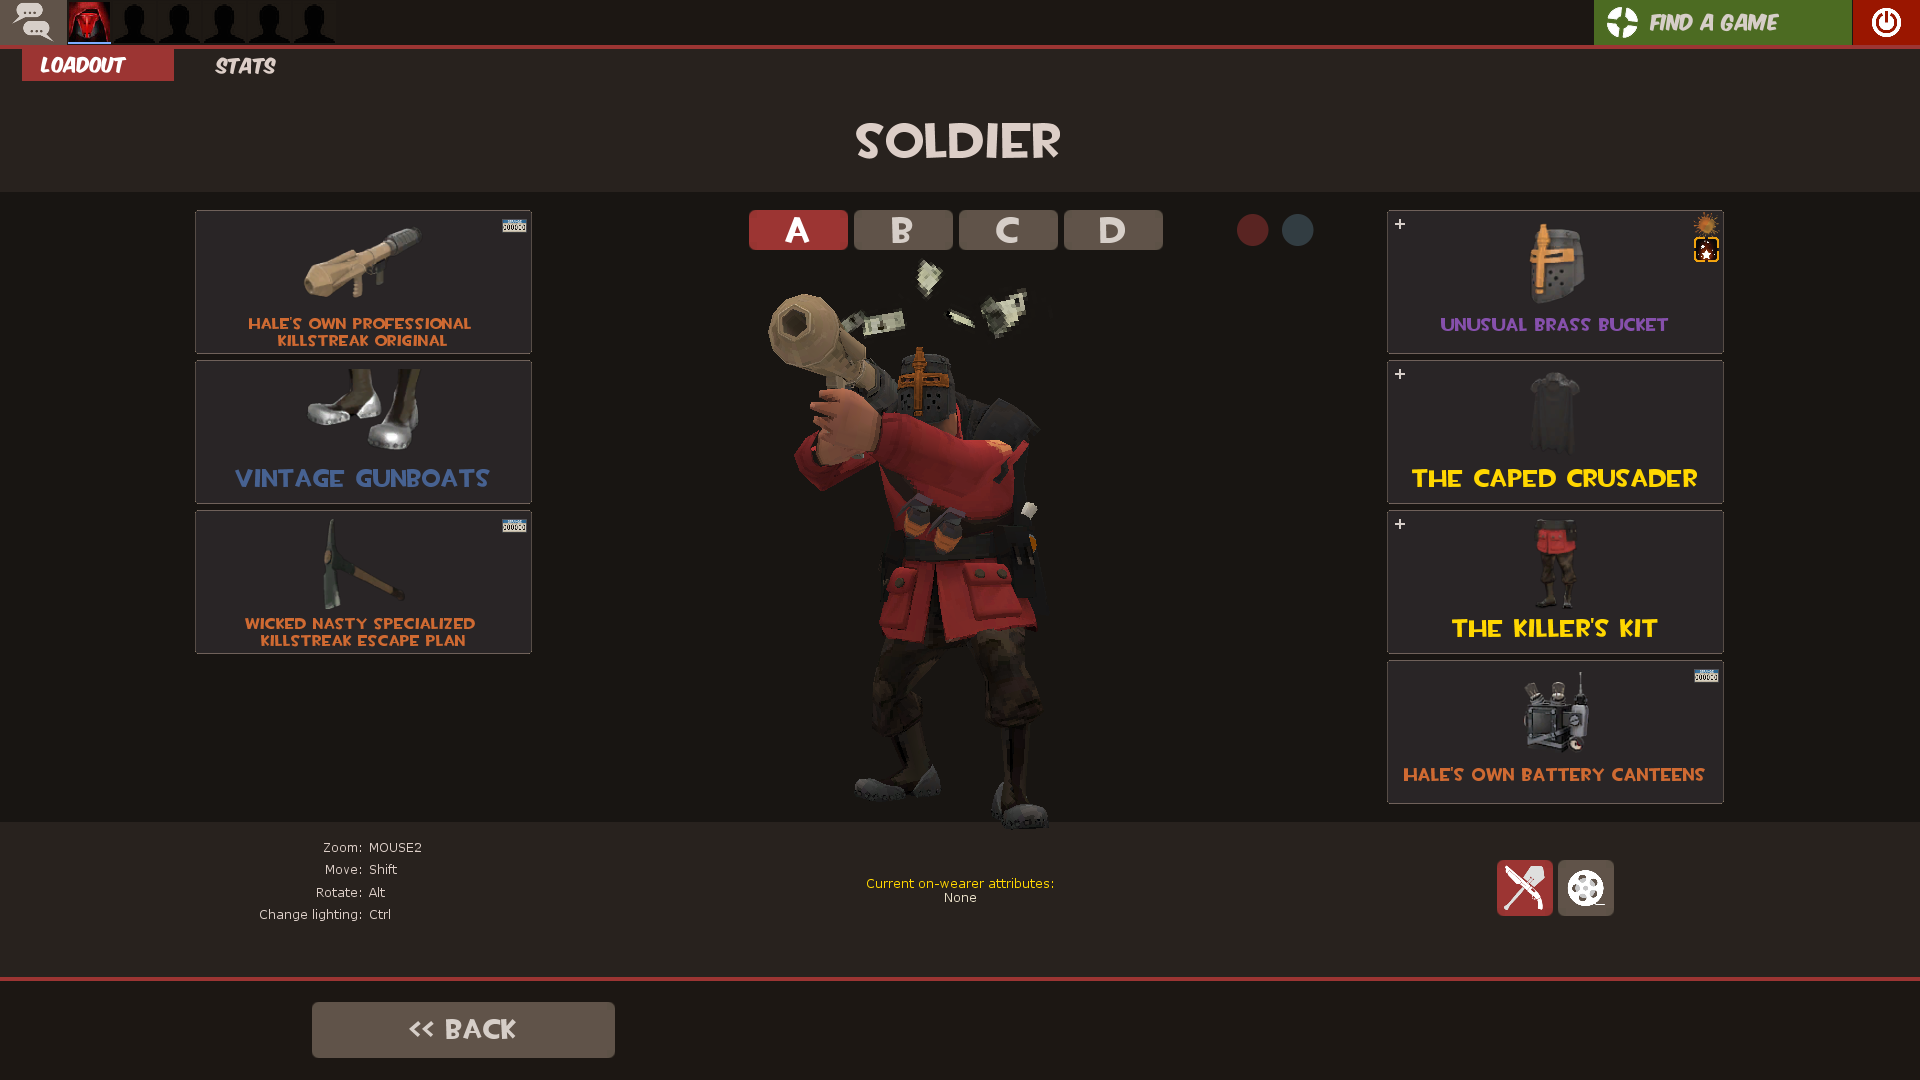 FIND A GAME
LOADOUT
STATS
SOLDIER
A
B
C
D
HALE'S OWN PROFESSIONAL
KILLSTREAK ORIGINAL
VINTAGE GUNBOATS
WICKED NASTY SPECIALIZED
KILLSTREAK ESCAPE PLAN
+
UNUSUAL BRASS BUCKET
+
THE CAPED CRUSADER
+
THE KILLER'S KIT
HALE'S OWN BATTERY CANTEENS
Zoom: MOUSE2
Move: Shift
Rotate: Alt
Change lighting: Ctrl
Current on-wearer attributes:
None
<< BACK